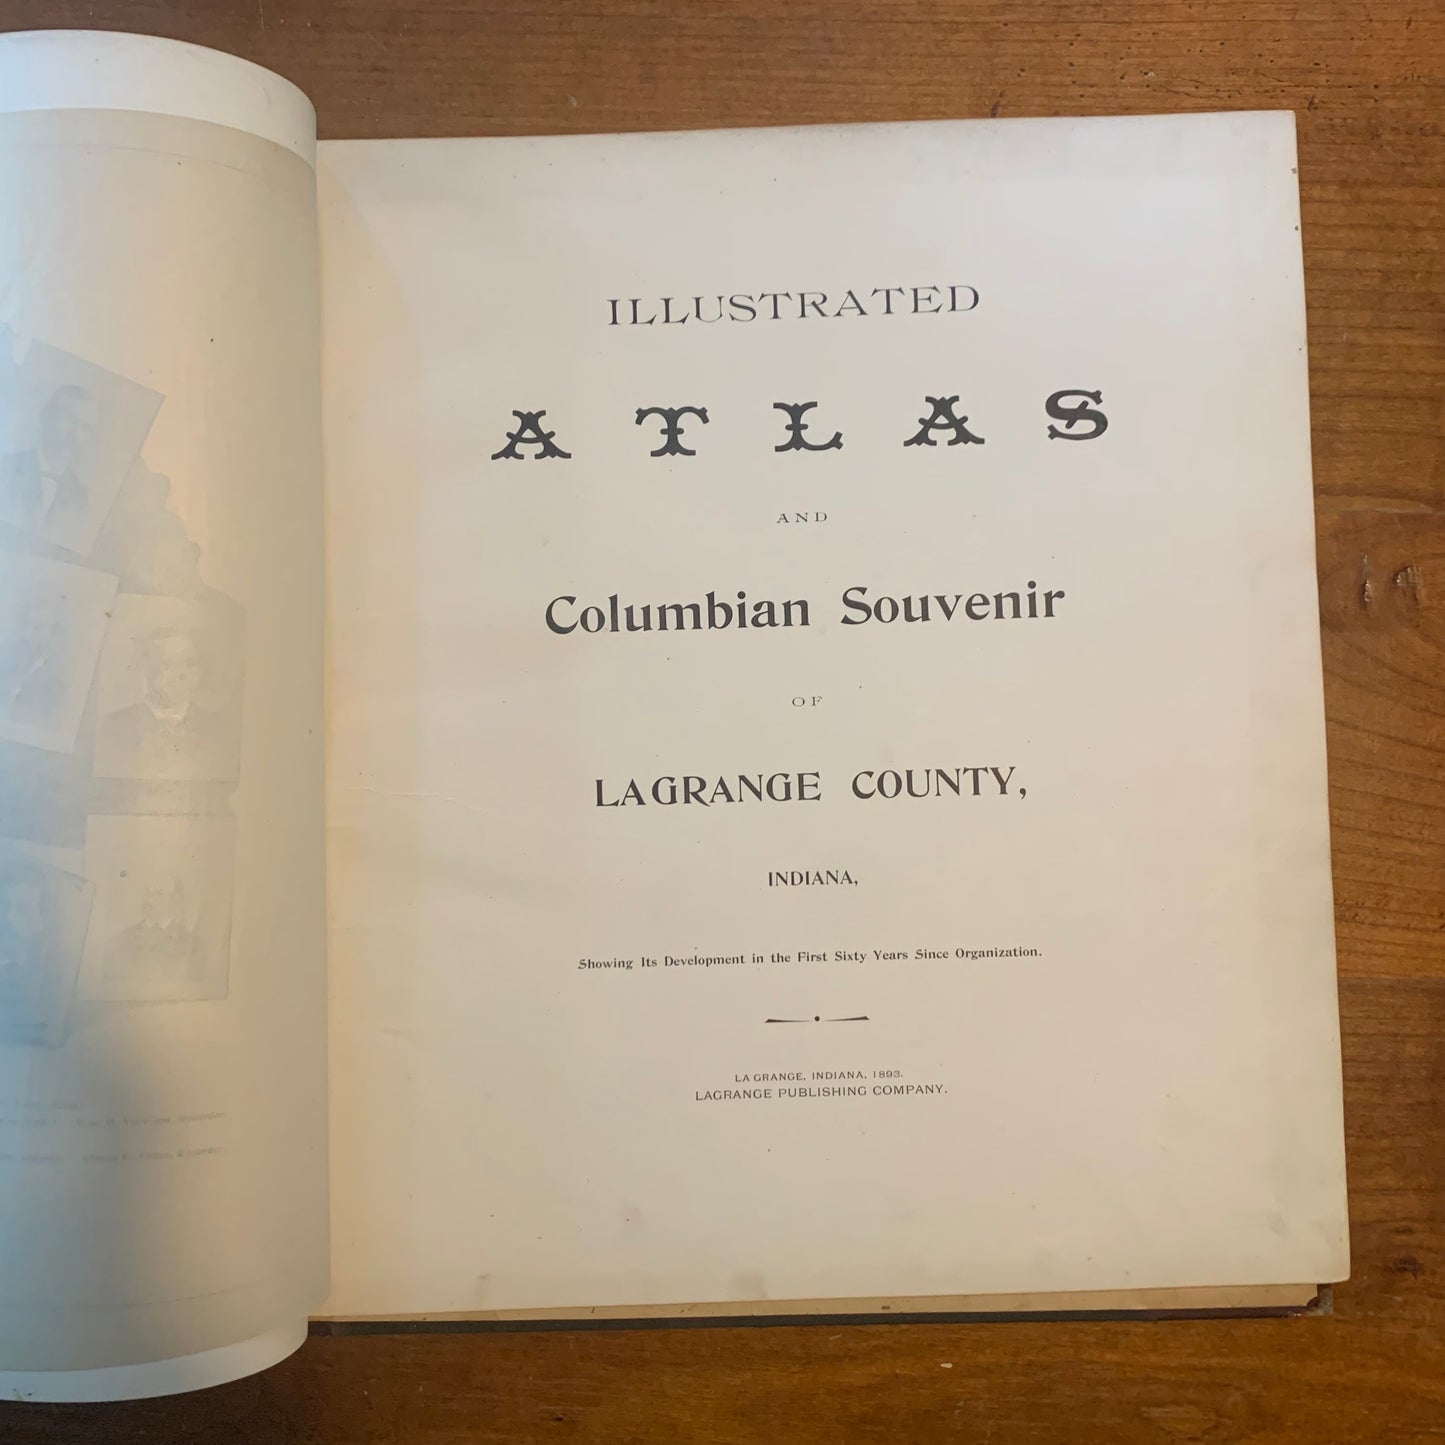 ILLUSTRATED
ATLAS
AND
Columbian Souvenir
OF
LAGRANGE COUNTY,
INDIANA,
Showing Its Development in the First Sixty Years Since Organization.
LA GRANGE, INDIANA, 1893.
LAGRANGE PUBLISHING COMPANY.